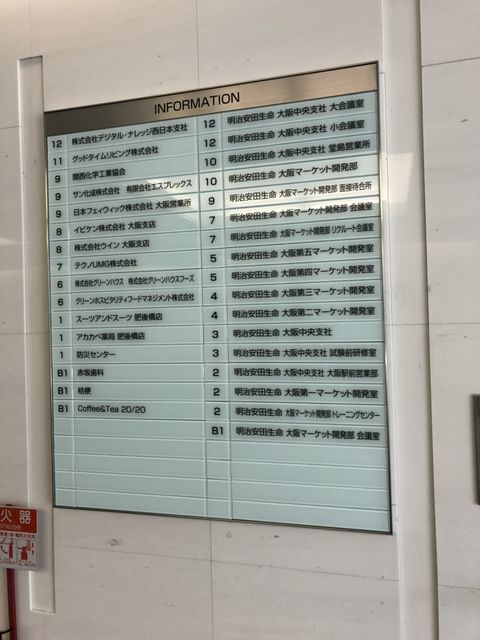 INFORMATION
12 株式会社デジタル・ナレッジ西日本支社
11 グッドタイムリビング株式会社
9 関西化学工業協会
9 サン化成株式会社 有限会社エスプレックス
9 日本フェィウィック株式会社 大阪営業所
8 イビケン株式会社 大阪支店
8 株式会社ウイン 大阪支店
7 テクノUMG株式会社
6 株式会社グリーンハウス 株式会社グリーンハウスフーズ
6 グリーンホスピタリティフードマネジメント株式会社
1 スーツアンドスーツ 肥後橋店
1 アカカベ薬局 肥後橋店
1 防災センター
B1 赤坂歯科
B1 桔梗
B1 Coffee&Tea 20/20
12 明治安田生命 大阪中央支社 大会議室
12 明治安田生命 大阪中央支社 小会議室
10 明治安田生命 大阪中央支社 堂島営業所
10 明治安田生命 大阪マーケット開発部
9 明治安田生命 大阪マーケット開発部 面接待合所
7 明治安田生命 大阪マーケット開発部 会議室
7 明治安田生命 大阪マーケット開発部 リクルート会議室
5 明治安田生命 大阪第五マーケット開発室
5 明治安田生命 大阪第四マーケット開発室
4 明治安田生命 大阪第三マーケット開発室
4 明治安田生命 大阪第二マーケット開発室
3 明治安田生命 大阪中央支社
3 明治安田生命 大阪中央支社 試験前研修室
2 明治安田生命 大阪中央支社 大阪駅前営業部
2 明治安田生命 大阪第一マーケット開発室
2 明治安田生命 大阪マーケット開発部 トレーニングセンター
B1 明治安田生命 大阪マーケット開発部 会議室
火器